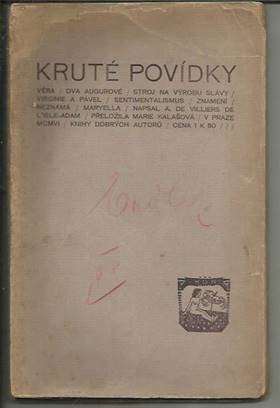 KRUTÉ POVÍDKY
VĚRA / DVA AUGUROVÉ / STROJ NA VÝROBU SLÁVY /
VIRGINIE A PAVEL / SENTIMENTALISMUS / ZNAMENÍ /
NEZNÁMÁ / MARYELLA / NAPSAL A. DE VILLIERS DE
L'ISLE-ADAM / PŘELOŽILA MARIE KALAŠOVÁ / V PRAZE
MCMVI / KNIHY DOBRÝCH AUTORŮ / CENA 1 K 80 / / /